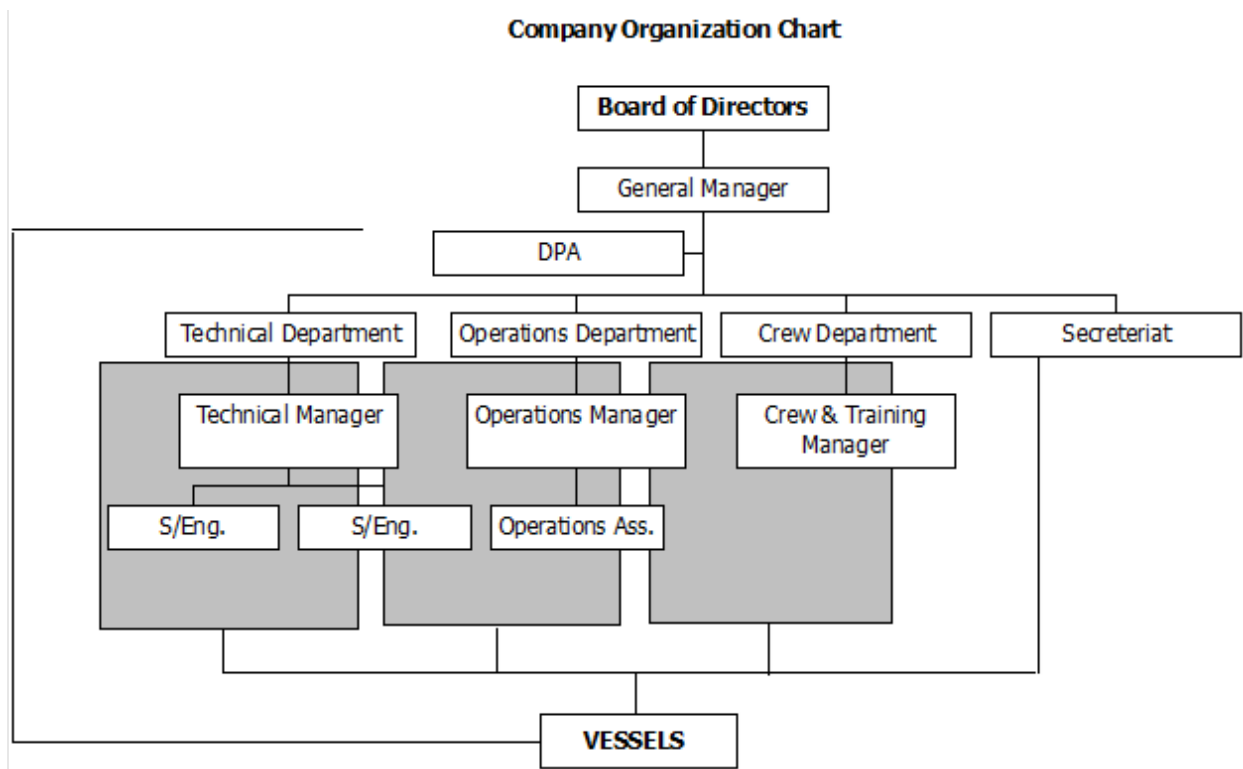 Company Organization Chart
Board of Directors
General Manager
DPA
Technical Department
Operations Department
Crew Department
Secreteriat
Technical Manager
Operations Manager
Crew & Training
Manager
S/Eng.
S/Eng.
Operations Ass.
VESSELS